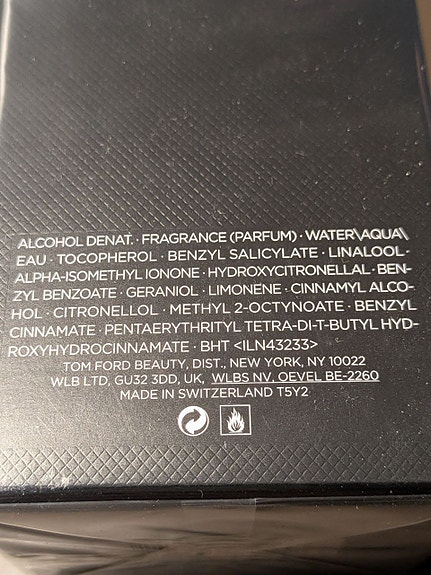 ALCOHOL DENAT. · FRAGRANCE (PARFUM) · WATER\AQUA\
EAU · TOCOPHEROL · BENZYL SALICYLATE · LINALOOL ·
ALPHA-ISOMETHYL IONONE · HYDROXYCITRONELLAL · BEN-
ZYL BENZOATE · GERANIOL · LIMONENE · CINNAMYL ALCO-
HOL · CITRONELLOL · METHYL 2-OCTYNOATE · BENZYL
CINNAMATE · PENTAERYTHRITYL TETRA-DI-T-BUTYL HYD-
ROXYHYDROCINNAMATE · BHT <ILN43233>
TOM FORD BEAUTY, DIST., NEW YORK, NY 10022
WLB LTD, GU32 3DD, UK, WLBS NV. OEVEL BE-2260
MADE IN SWITZERLAND T5Y2